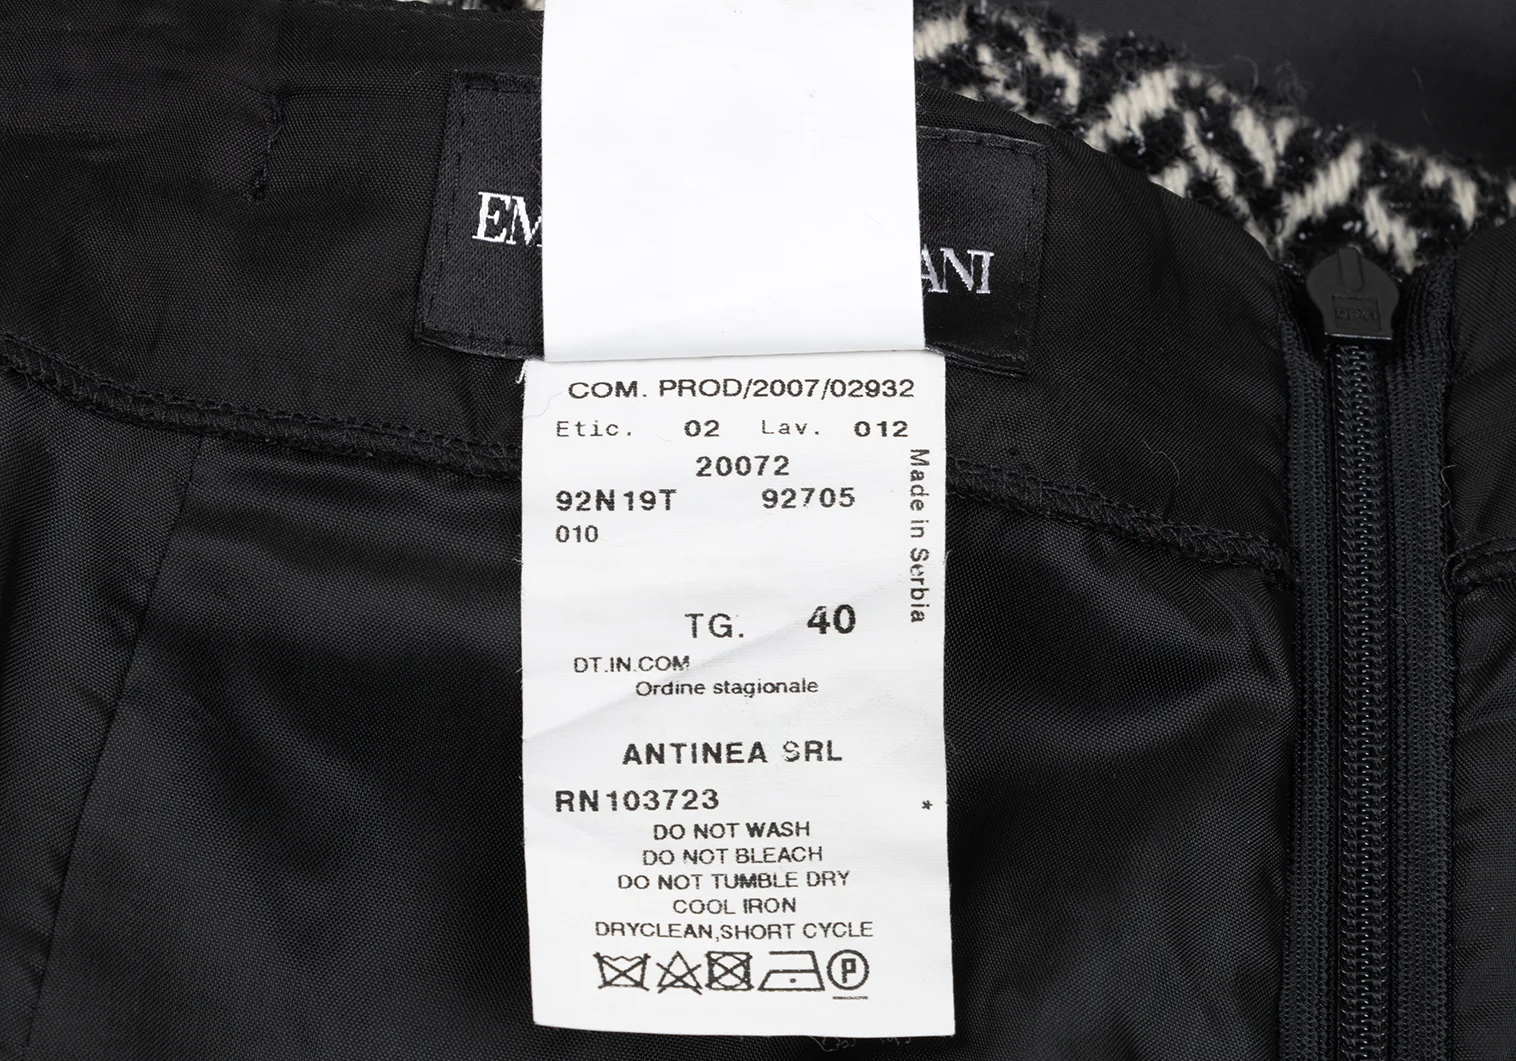 EM ANI
COM. PROD/2007/02932
Etic. 02 Lav. 012
20072
92N19T 92705
010
Made in Serbia
TG. 40
DT.IN.COM
Ordine stagionale
ANTINEA SRL
RN103723 *
DO NOT WASH
DO NOT BLEACH
DO NOT TUMBLE DRY
COOL IRON
DRYCLEAN,SHORT CYCLE
P